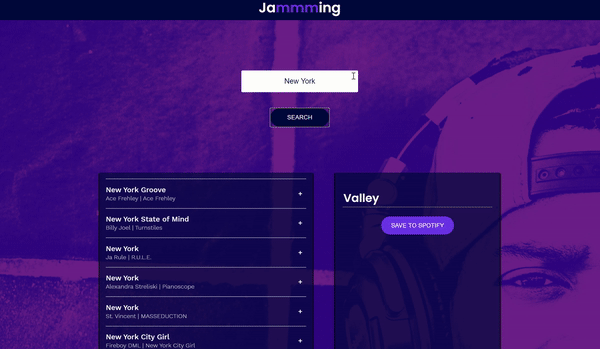 Jammming
New York
SEARCH
New York Groove
Ace Frehley | Ace Frehley
+
New York State of Mind
Billy Joel | Turnstiles
+
New York
Ja Rule | R.U.L.E.
+
New York
Alexandra Streliski | Pianoscope
+
New York
St. Vincent | MASSEDUCTION
+
New York City Girl
Fireboy DML | New York City Girl
+
Valley
SAVE TO SPOTIFY